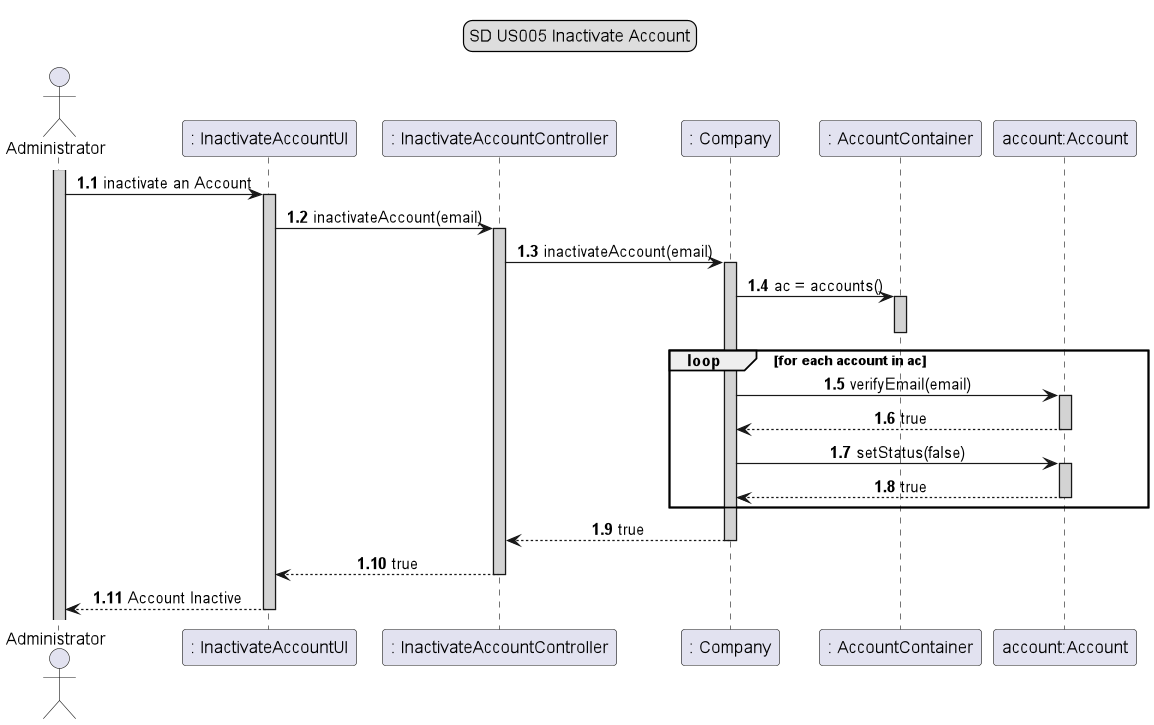 SD US005 Inactivate Account
Administrator
: InactivateAccountUI
: InactivateAccountController
: Company
: AccountContainer
account:Account
1.1 inactivate an Account
1.2 inactivateAccount(email)
1.3 inactivateAccount(email)
1.4 ac = accounts()
loop [for each account in ac]
1.5 verifyEmail(email)
1.6 true
1.7 setStatus(false)
1.8 true
1.9 true
1.10 true
1.11 Account Inactive
Administrator
: InactivateAccountUI
: InactivateAccountController
: Company
: AccountContainer
account:Account